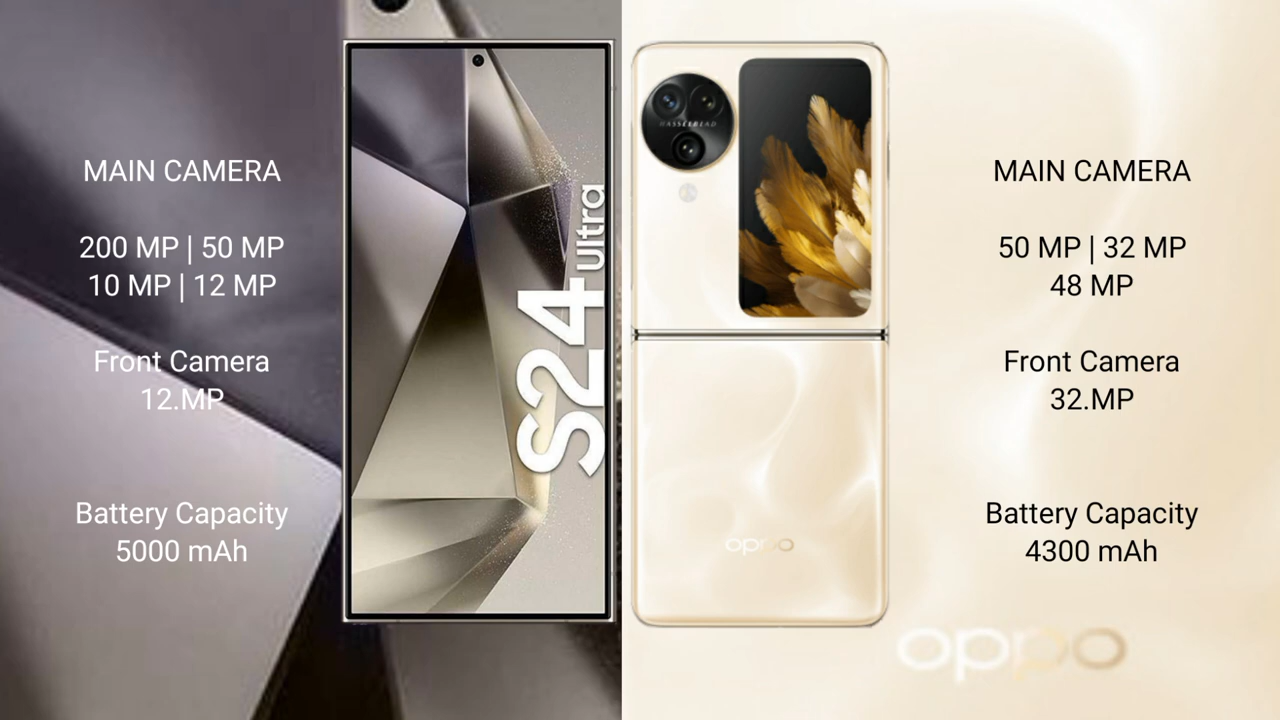 MAIN CAMERA
200 MP | 50 MP
10 MP | 12 MP
Front Camera
12.MP
Battery Capacity
5000 mAh
S24 Ultra
HASSELBLAD
oppo
MAIN CAMERA
50 MP | 32 MP
48 MP
Front Camera
32.MP
Battery Capacity
4300 mAh
oppo